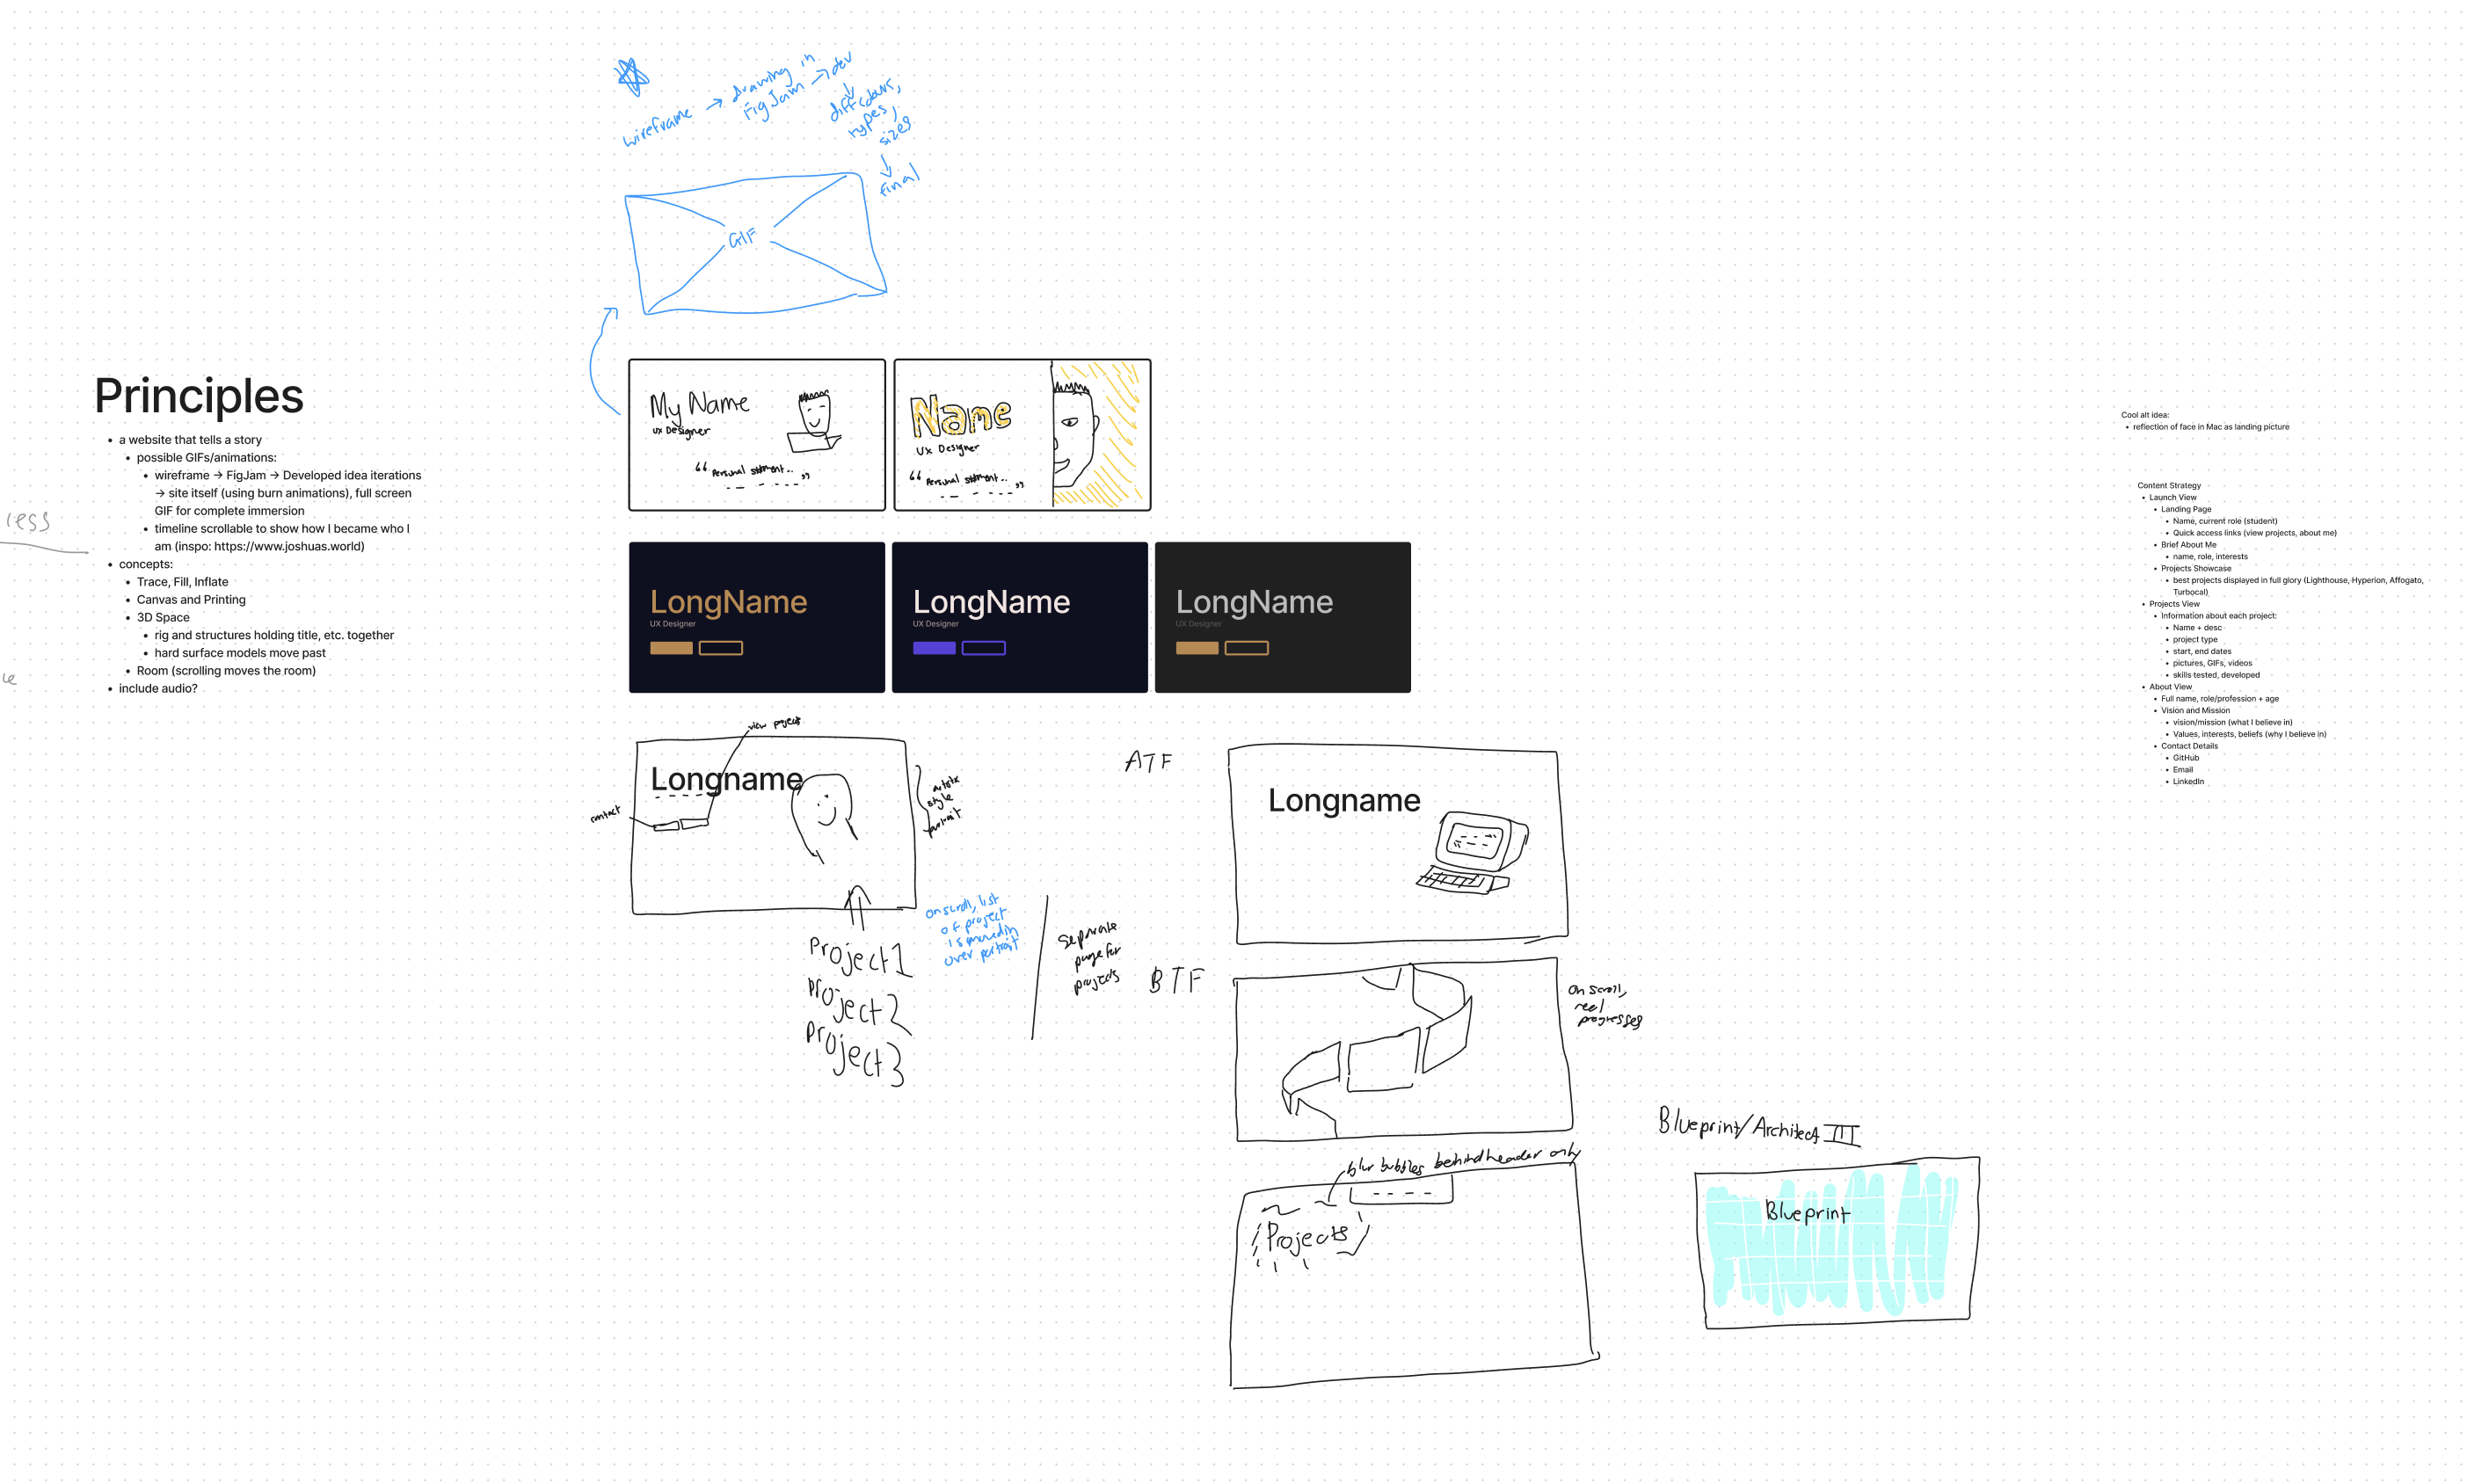 wireframe → drawing in FigJam → dev
↓
diff colours,
types,
sizes
↓
final
GIF
Principles
a website that tells a story
possible GIFs/animations:
wireframe → FigJam → Developed idea iterations
→ site itself (using burn animations), full screen
GIF for complete immersion
timeline scrollable to show how I became who I
am (inspo: https://www.joshuas.world)
concepts:
Trace, Fill, Inflate
Canvas and Printing
3D Space
rig and structures holding title, etc. together
hard surface models move past
Room (scrolling moves the room)
include audio?
My Name
UX Designer
“ Personal statement.. ”
Name
UX Designer
“ Personal statement.. ”
LongName
UX Designer
LongName
UX Designer
LongName
UX Designer
view projects
Longname
contact
style
portrait
Project 1
Project 2
Project 3
on scroll, list
of project
is moved in
over portrait
separate
page for
projects
ATF
Longname
BTF
on scroll,
reel
progresses
blur bubbles behind header only
Projects
Blueprint/Architect III
Blueprint
Cool alt idea:
reflection of face in Mac as landing picture
Content Strategy
Launch View
Landing Page
Name, current role (student)
Quick access links (view projects, about me)
Brief About Me
name, role, interests
Projects Showcase
best projects displayed in full glory (Lighthouse, Hyperion, Affogato,
Turbocal)
Projects View
Information about each project:
Name + desc
project type
start, end dates
pictures, GIFs, videos
skills tested, developed
About View
Full name, role/profession + age
Vision and Mission
vision/mission (what I believe in)
Values, interests, beliefs (why I believe in)
Contact Details
GitHub
Email
LinkedIn